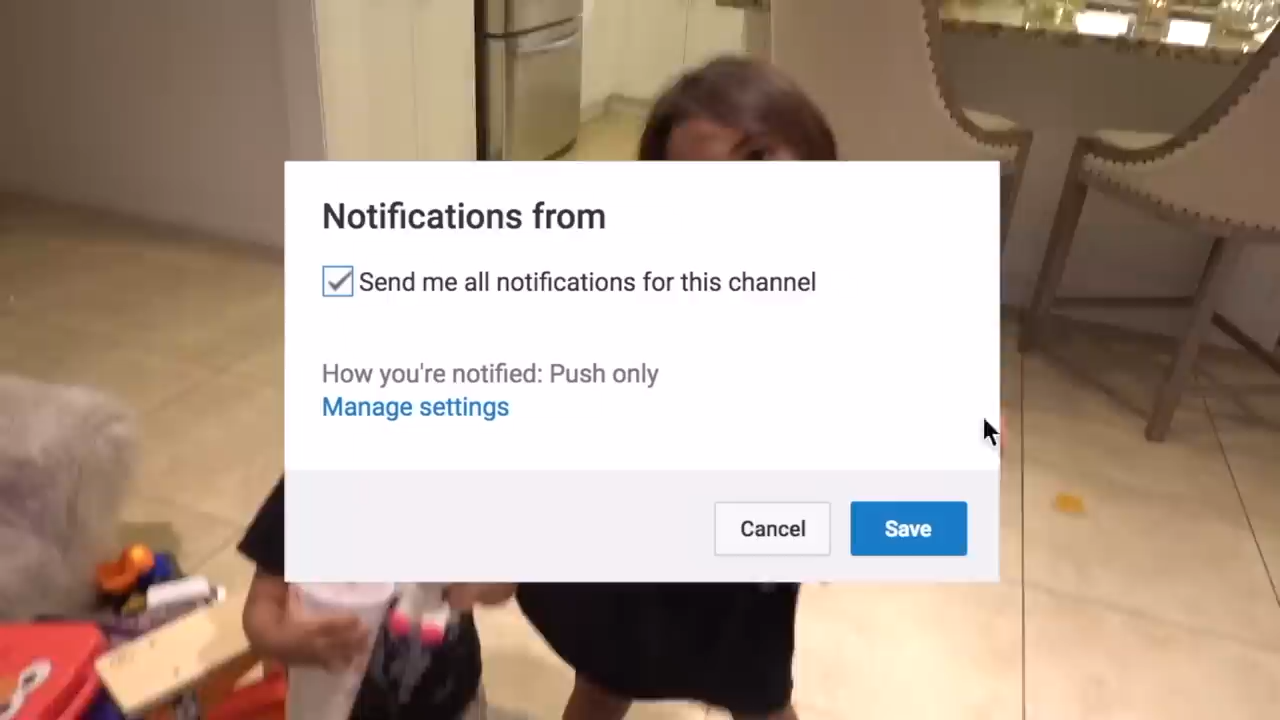 Notifications from
Send me all notifications for this channel
How you're notified: Push only
Manage settings
Cancel
Save